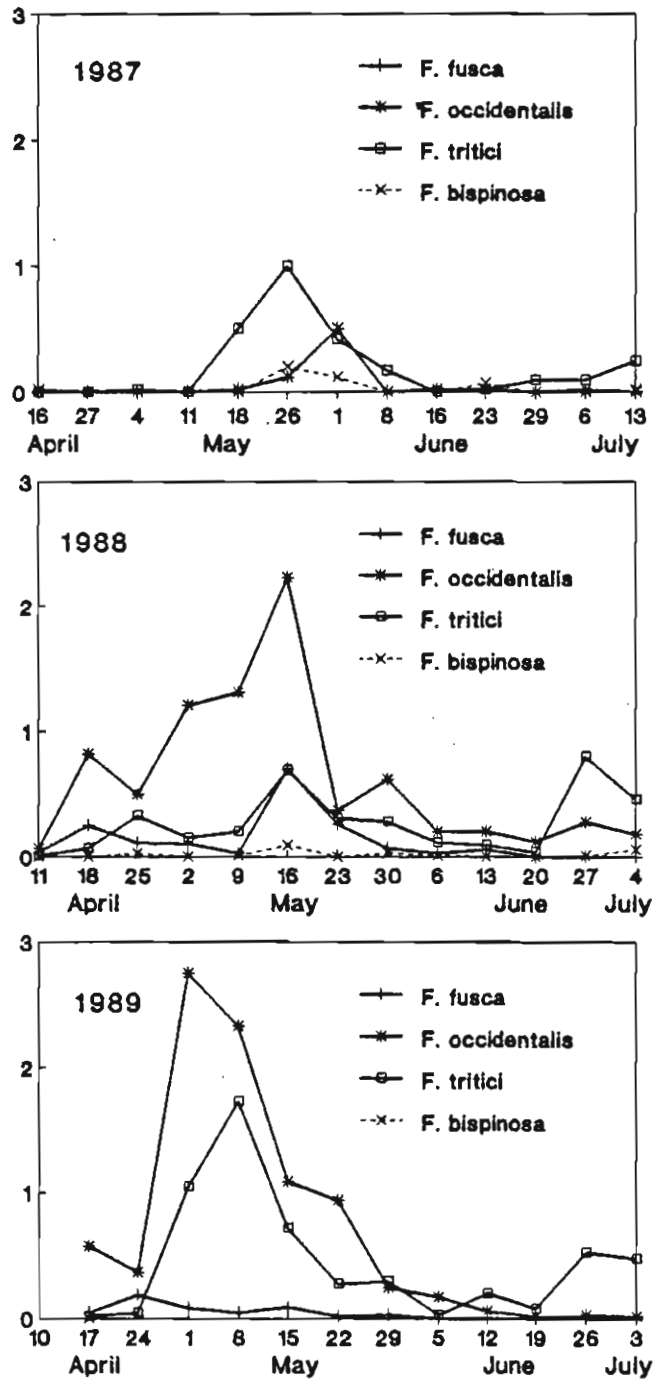 3
1987
F. fusca
F. occidentalis
2
F. tritici
F. bispinosa
1
0
16 27 4 11 18 26 1 8 16 23 29 6 13
April May June July
3
1988
F. fusca
F. occidentalis
2
F. tritici
F. bispinosa
1
0
11 18 25 2 9 16 23 30 6 13 20 27 4
April May June July
3
1989
F. fusca
F. occidentalis
2
F. tritici
F. bispinosa
1
0
10 17 24 1 8 15 22 29 5 12 19 26 3
April May June July